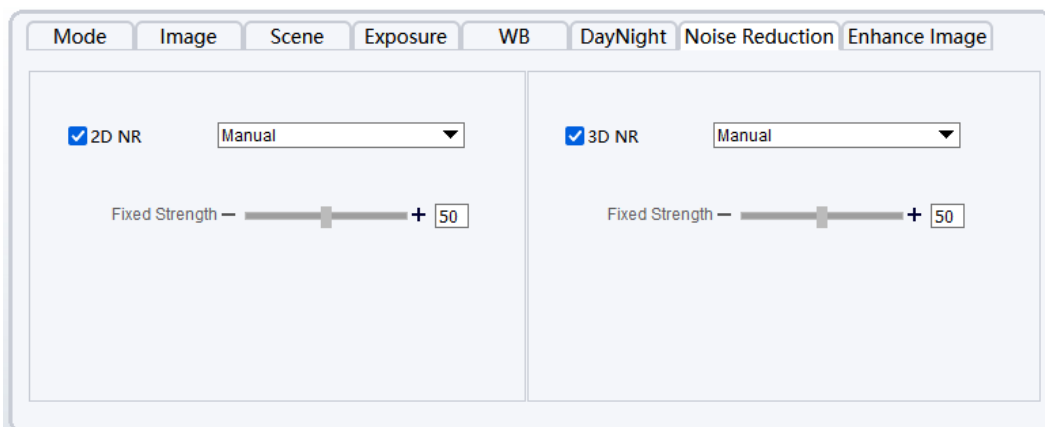 Mode Image Scene Exposure WB DayNight Noise Reduction Enhance Image
2D NR Manual
Fixed Strength − + 50
3D NR Manual
Fixed Strength − + 50